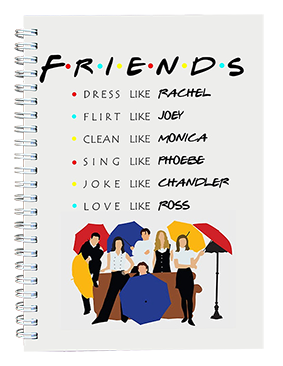 F•R•I•E•N•D•S
• DRESS LIKE RACHEL
• FLIRT LIKE JOEY
• CLEAN LIKE MONICA
• SING LIKE PHOEBE
• JOKE LIKE CHANDLER
• LOVE LIKE ROSS